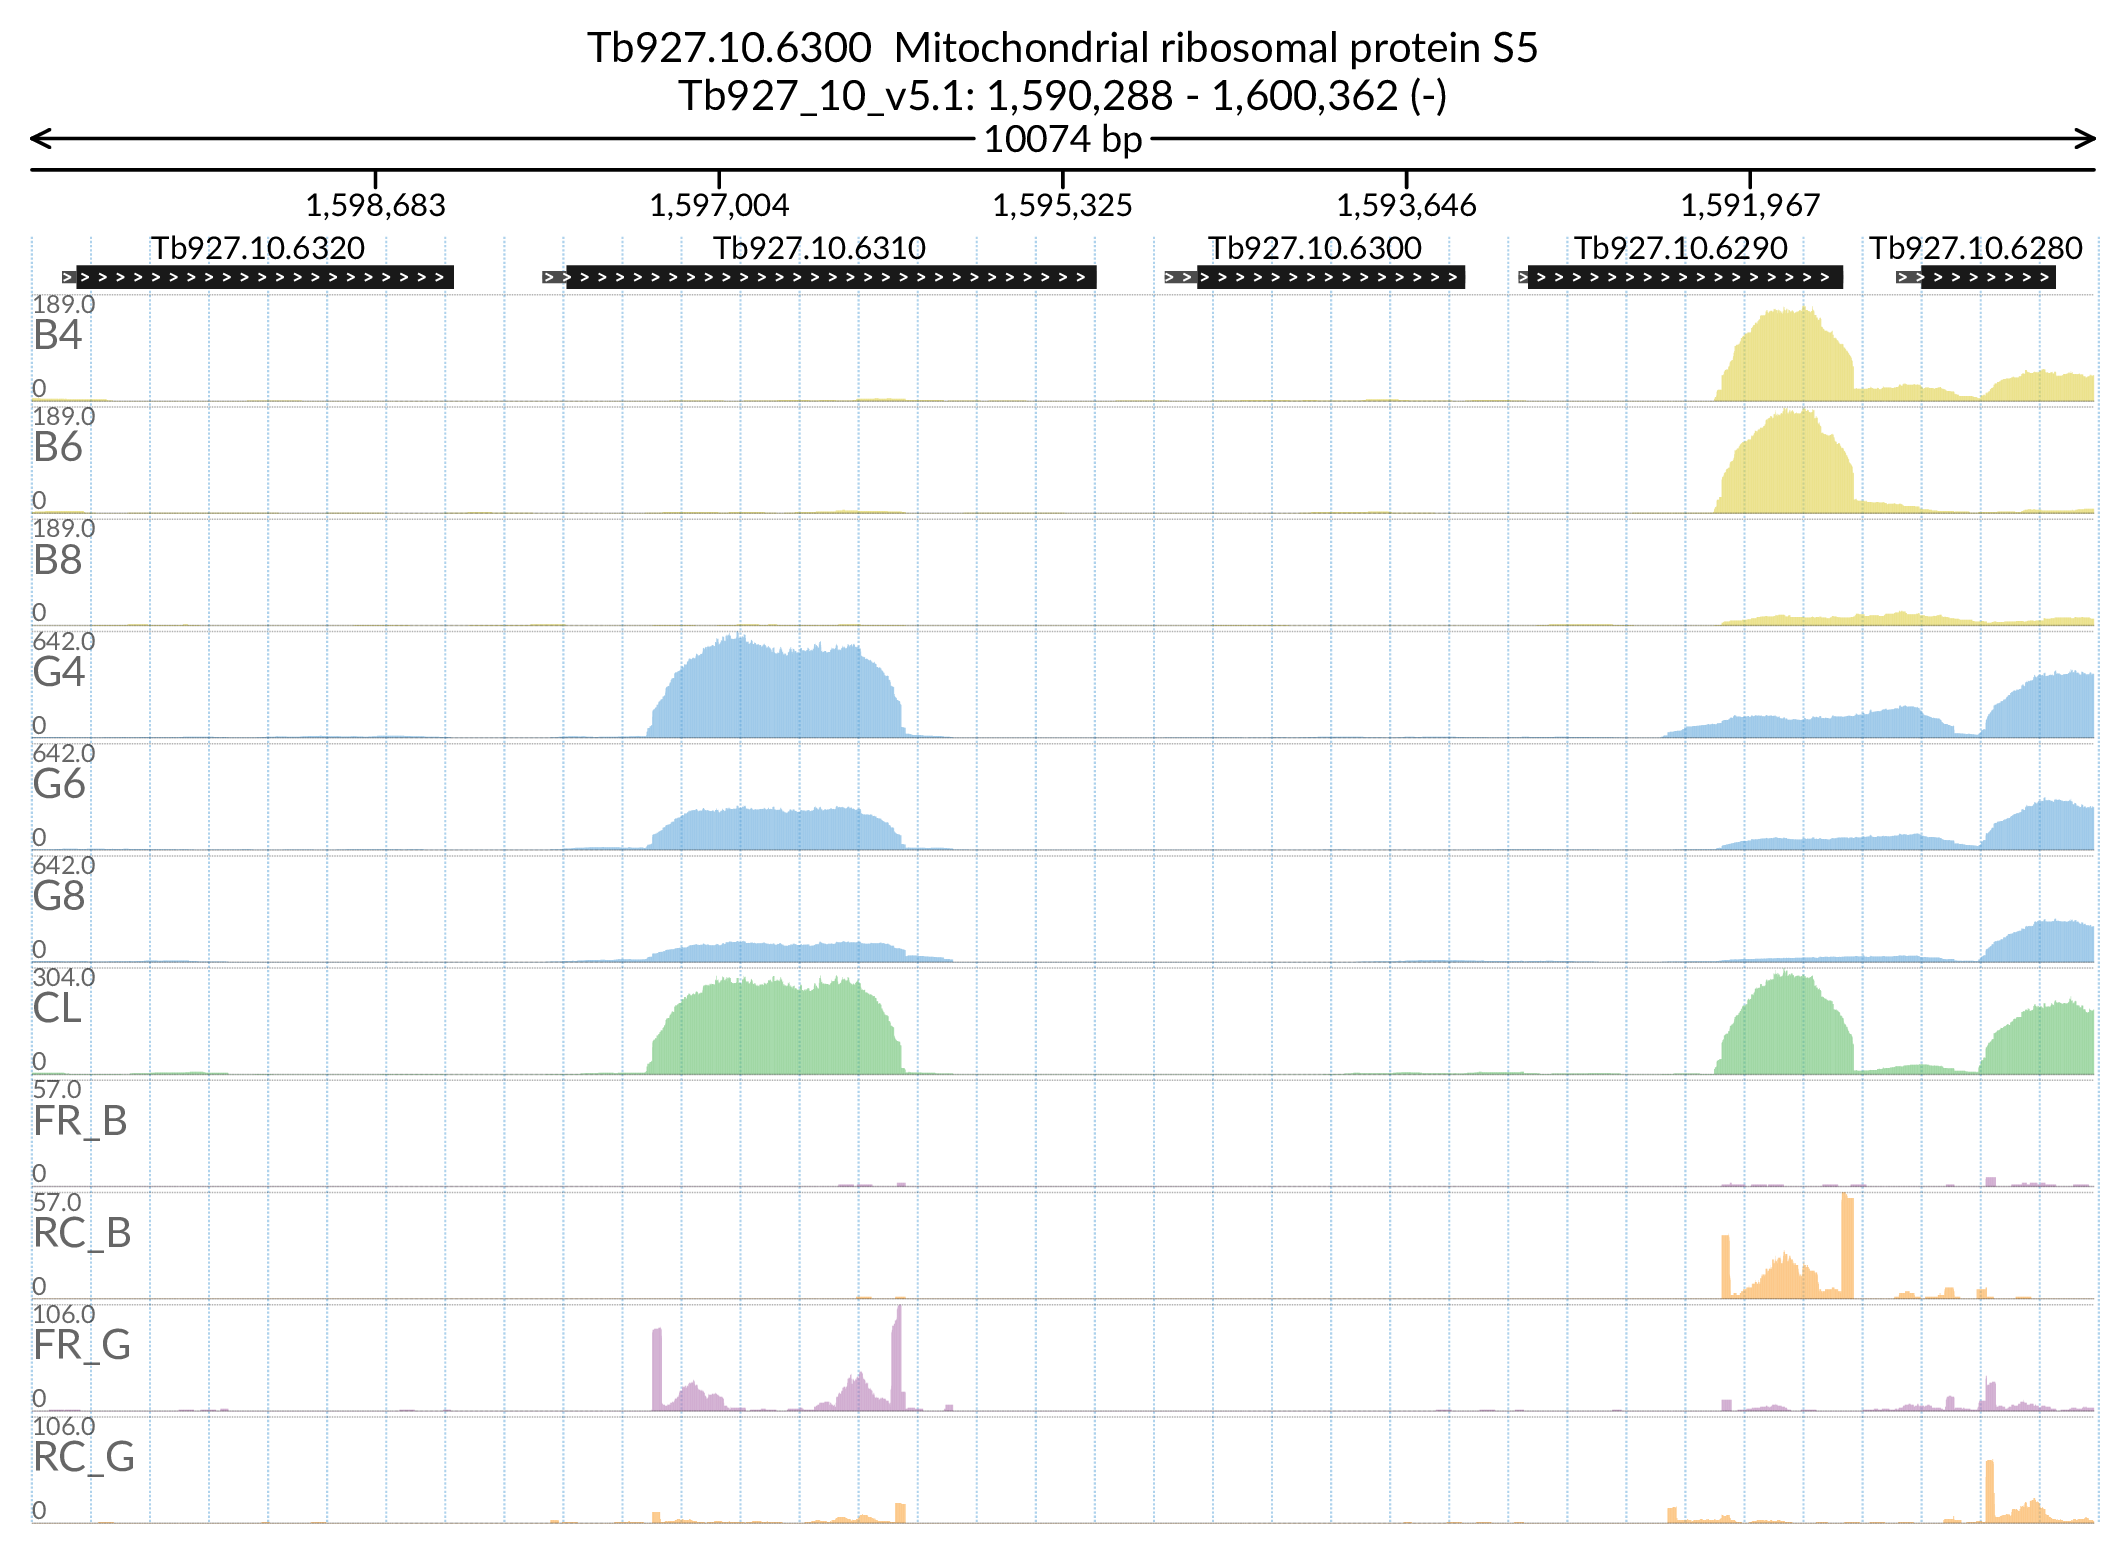 Tb927.10.6300 Mitochondrial ribosomal protein S5
Tb927_10_v5.1: 1,590,288 - 1,600,362 (-)
10074 bp
1,598,683 1,597,004 1,595,325 1,593,646 1,591,967
Tb927.10.6320 Tb927.10.6310 Tb927.10.6300 Tb927.10.6290 Tb927.10.6280
189.0
B4
0
189.0
B6
0
189.0
B8
0
642.0
G4
0
642.0
G6
0
642.0
G8
0
304.0
CL
0
57.0
FR_B
0
57.0
RC_B
0
106.0
FR_G
0
106.0
RC_G
0